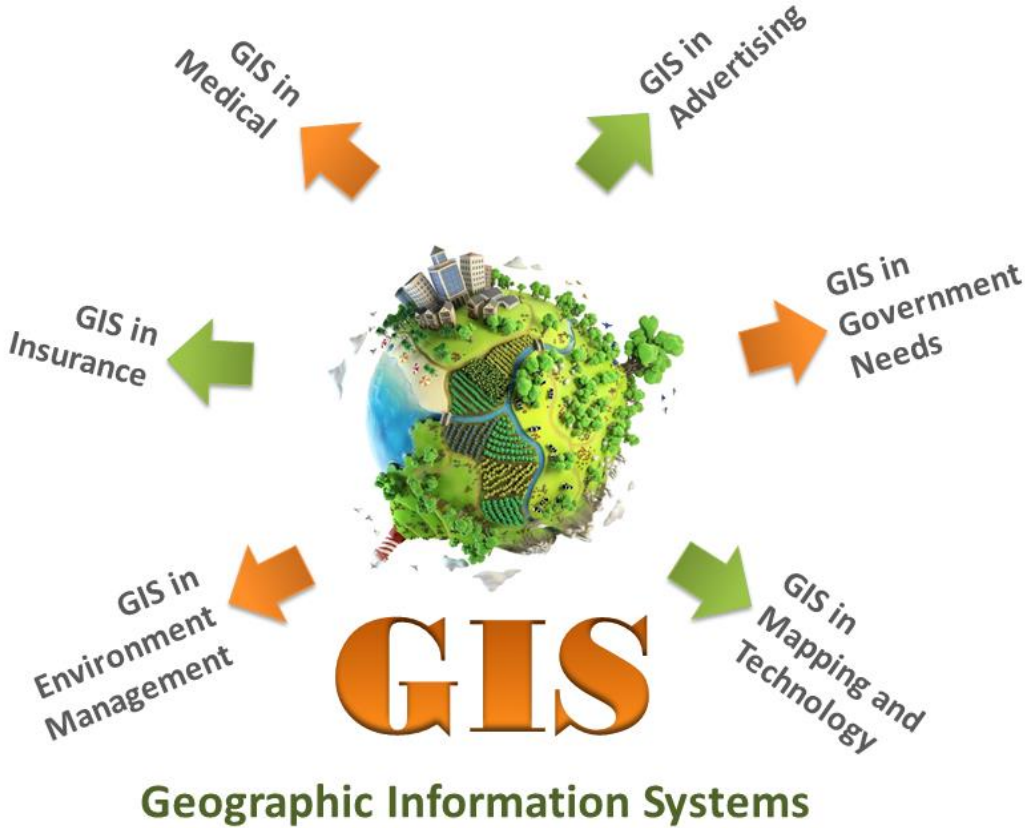 GIS in
Medical
GIS in
Advertising
GIS in
Insurance
GIS in
Government
Needs
GIS in
Environment
Management
GIS in
Mapping and
Technology
GIS
Geographic Information Systems